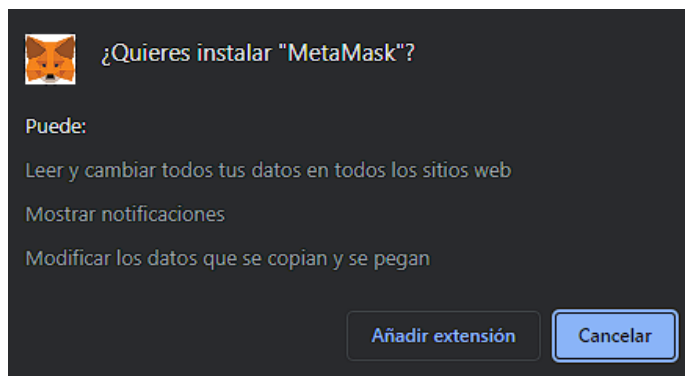 ¿Quieres instalar "MetaMask"?
Puede:
Leer y cambiar todos tus datos en todos los sitios web
Mostrar notificaciones
Modificar los datos que se copian y se pegan
Añadir extensión
Cancelar